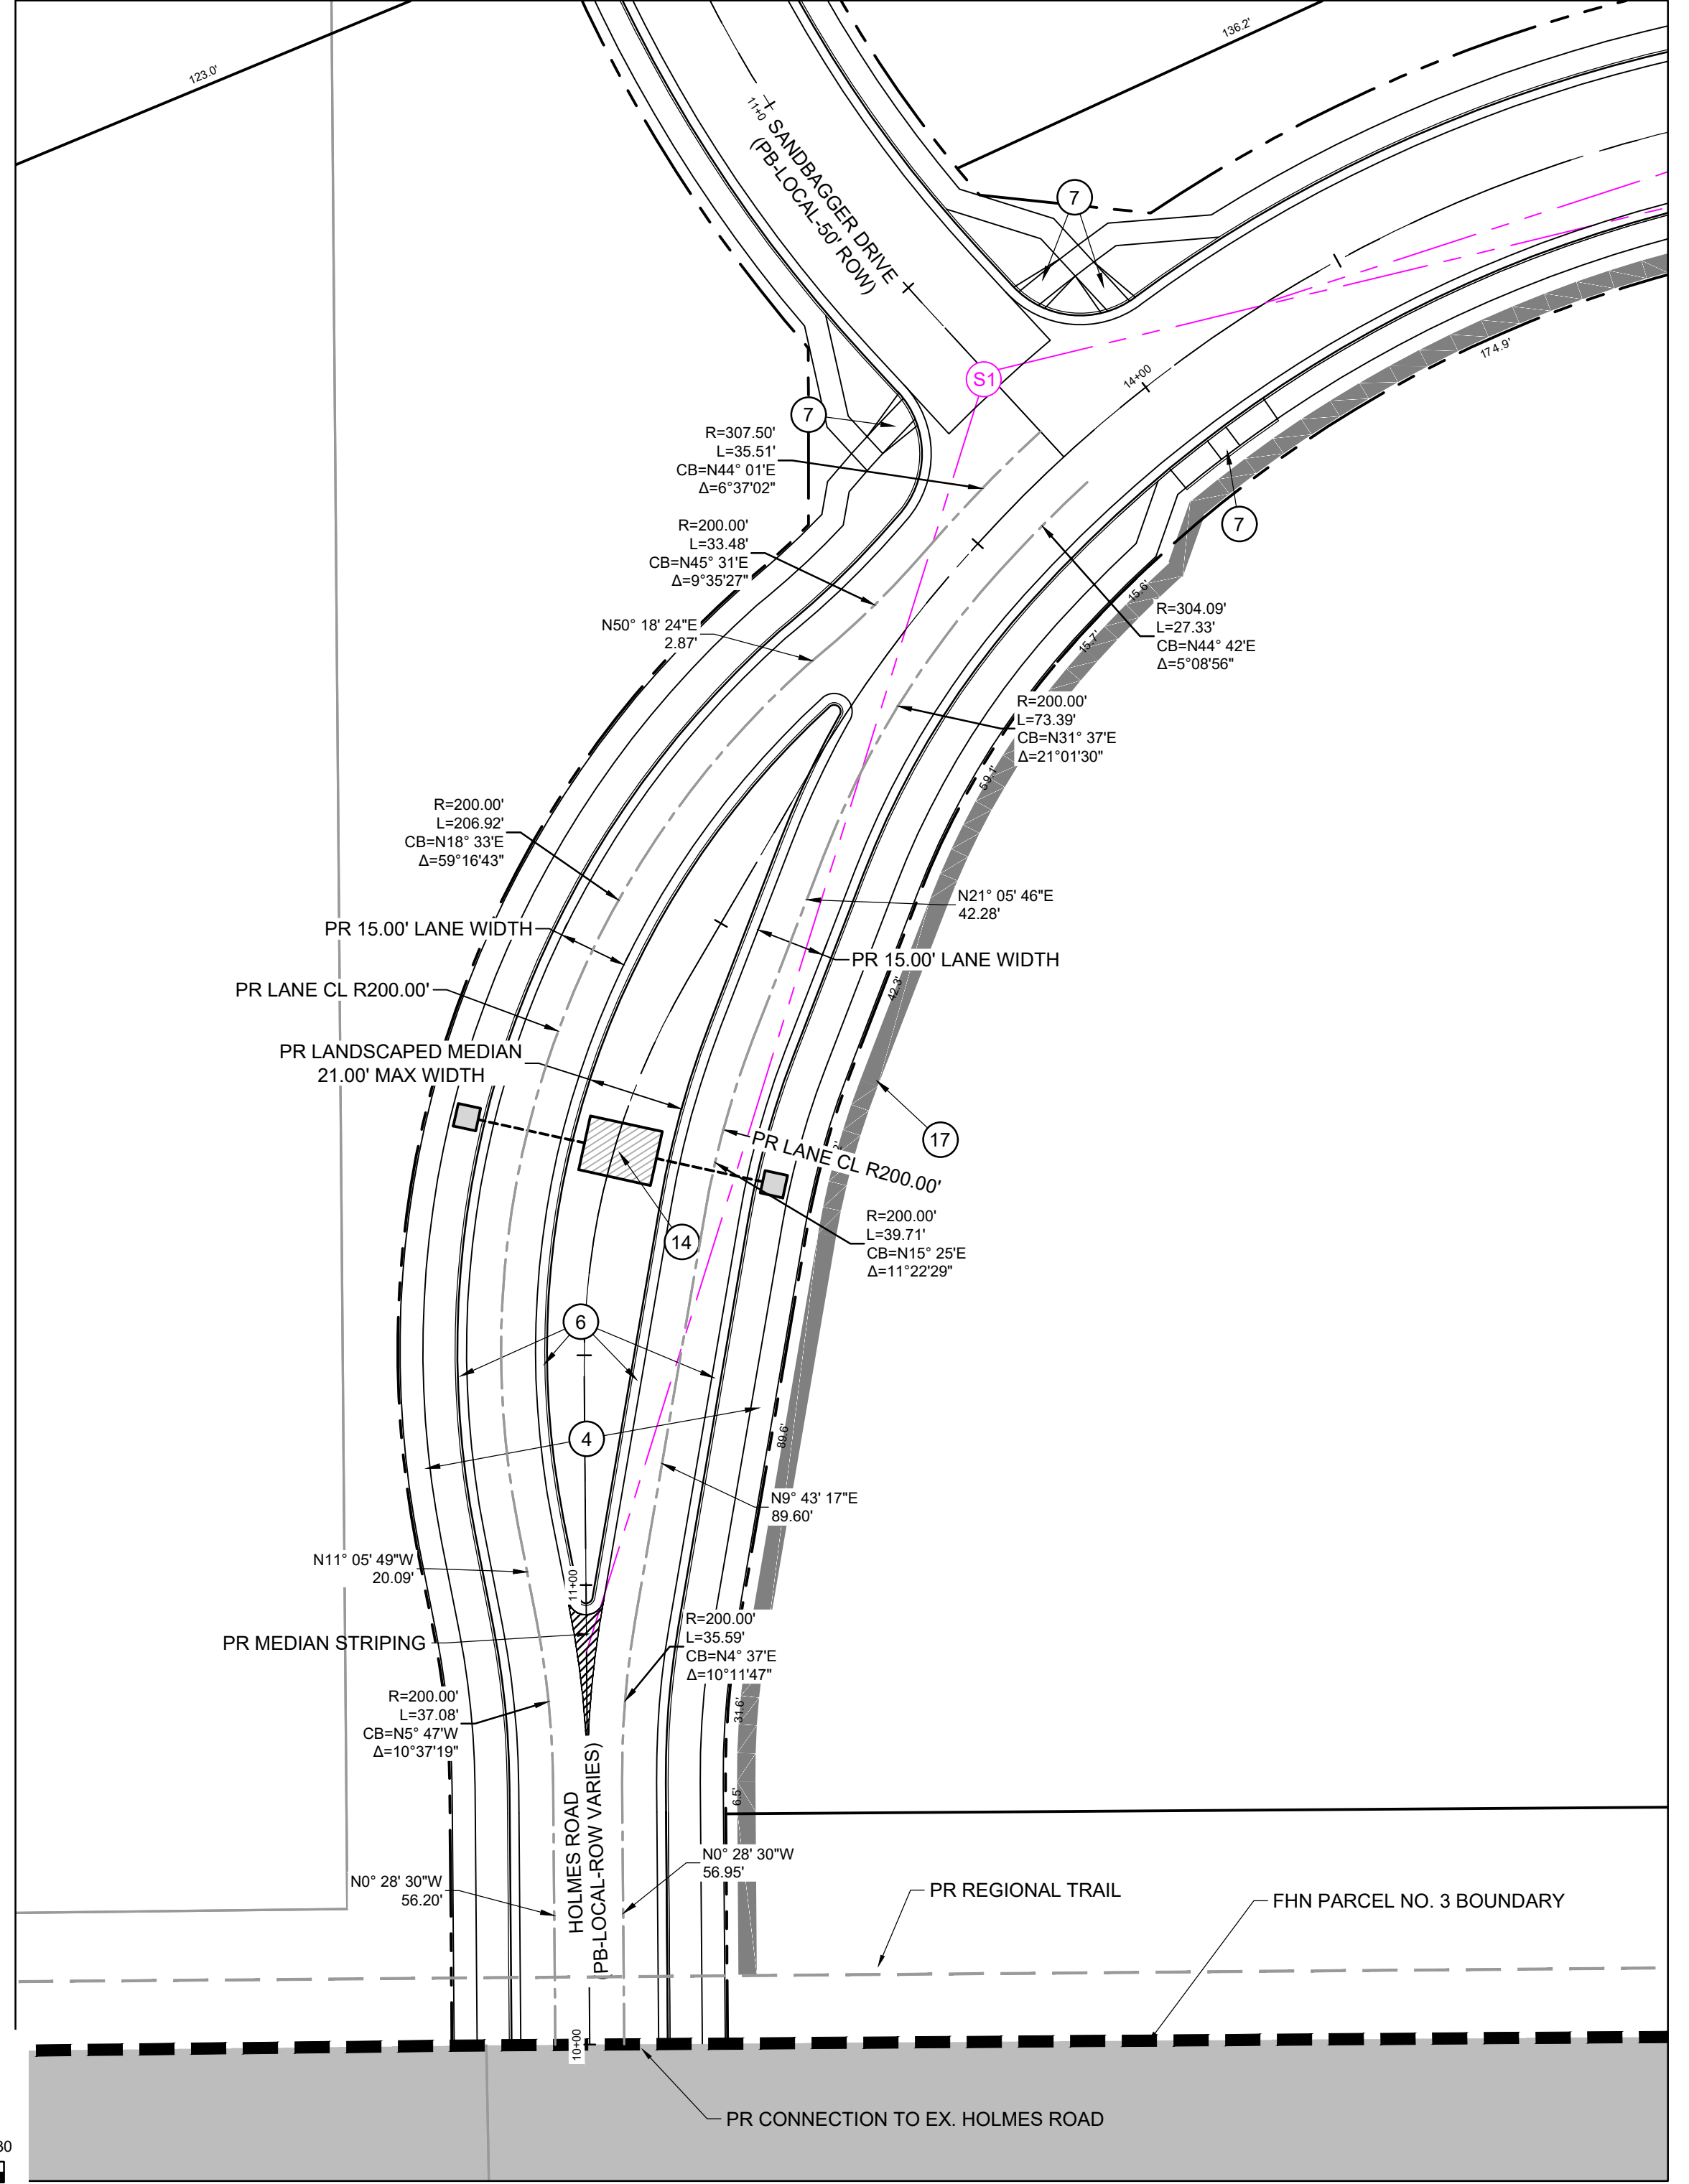 123.0'
136.2'
11+0
SANDBAGGER DRIVE
(PB-LOCAL-50' ROW)
7
S1
14+00
174.9'
7
R=307.50'
L=35.51'
CB=N44° 01'E
Δ=6°37'02"
7
R=200.00'
L=33.48'
CB=N45° 31'E
Δ=9°35'27"
15.6'
15.7'
R=304.09'
L=27.33'
CB=N44° 42'E
Δ=5°08'56"
N50° 18' 24"E
2.87'
R=200.00'
L=73.39'
CB=N31° 37'E
Δ=21°01'30"
59.1'
R=200.00'
L=206.92'
CB=N18° 33'E
Δ=59°16'43"
N21° 05' 46"E
42.28'
PR 15.00' LANE WIDTH
PR 15.00' LANE WIDTH
PR LANE CL R200.00'
42.3'
PR LANDSCAPED MEDIAN
21.00' MAX WIDTH
17
PR LANE CL R200.00'
14
R=200.00'
L=39.71'
CB=N15° 25'E
Δ=11°22'29"
6
4
89.6'
N9° 43' 17"E
89.60'
N11° 05' 49"W
20.09'
11+00
PR MEDIAN STRIPING
R=200.00'
L=35.59'
CB=N4° 37'E
Δ=10°11'47"
R=200.00'
L=37.08'
CB=N5° 47'W
Δ=10°37'19"
31.6'
6.5'
HOLMES ROAD
(PB-LOCAL-ROW VARIES)
N0° 28' 30"W
56.20'
N0° 28' 30"W
56.95'
PR REGIONAL TRAIL
FHN PARCEL NO. 3 BOUNDARY
10+00
PR CONNECTION TO EX. HOLMES ROAD